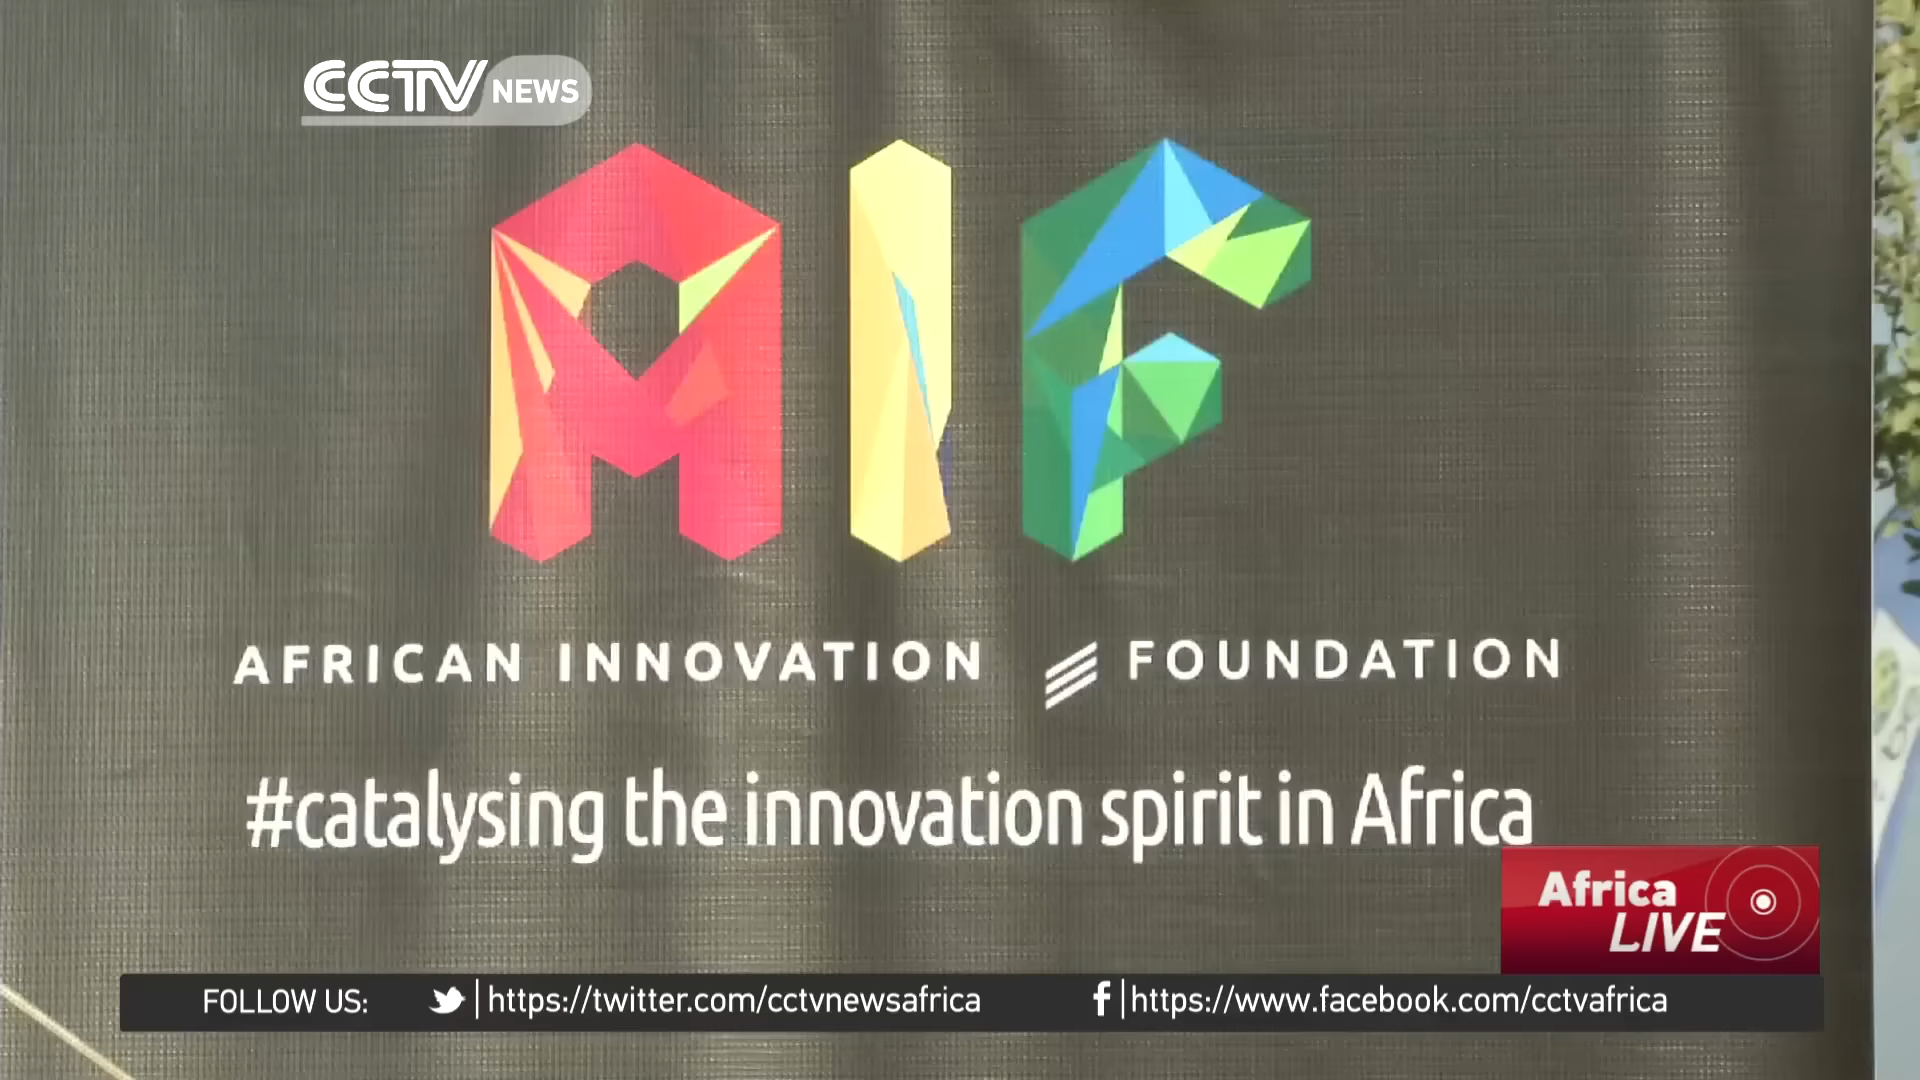 CCTV NEWS
AIF
AFRICAN INNOVATION FOUNDATION
#catalysing the innovation spirit in Africa
Africa
LIVE
FOLLOW US: | https://twitter.com/cctvnewsafrica f | https://www.facebook.com/cctvafrica